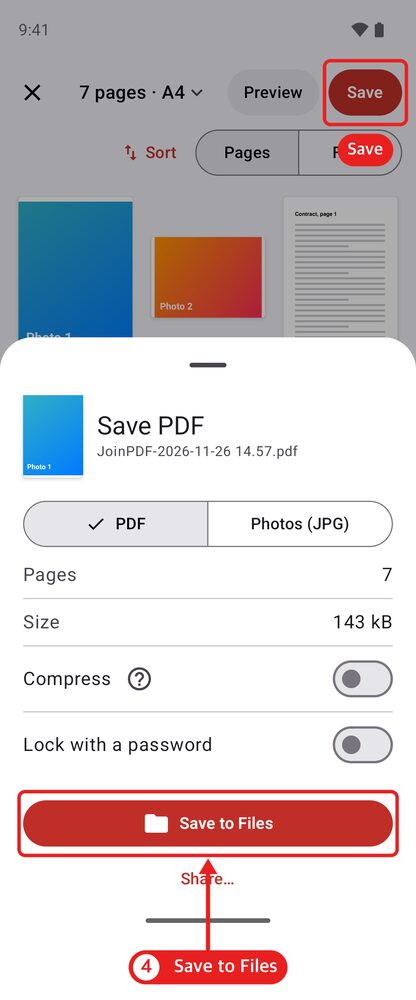 9:41
7 pages · A4
Preview
Save
Sort
Pages
Save
Photo 1
Photo 2
Contract, page 1
Photo 1
Save PDF
JoinPDF-2026-11-26 14.57.pdf
PDF
Photos (JPG)
Pages
7
Size
143 kB
Compress
Lock with a password
Save to Files
Share...
4 Save to Files